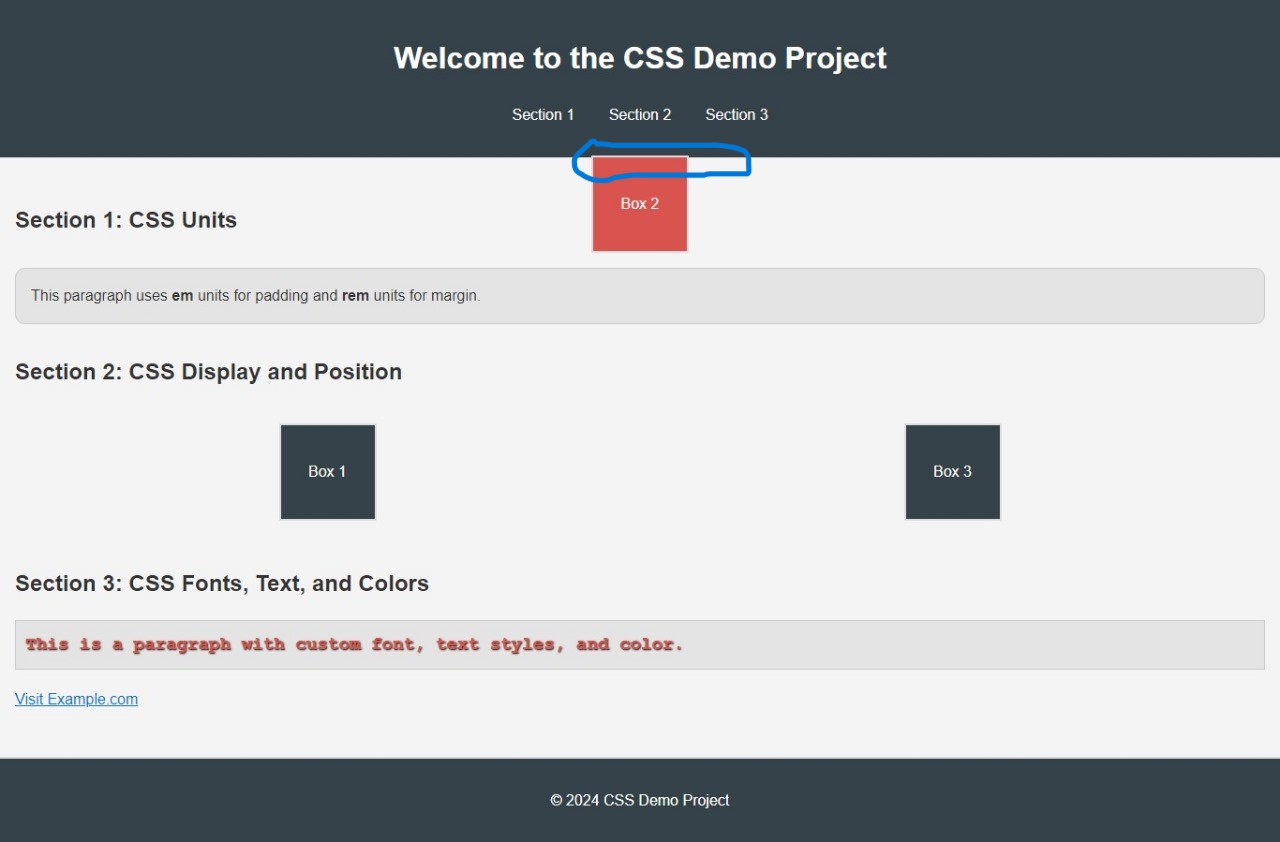 Welcome to the CSS Demo Project
Section 1 Section 2 Section 3
Box 2
Section 1: CSS Units
This paragraph uses em units for padding and rem units for margin.
Section 2: CSS Display and Position
Box 1 Box 3
Section 3: CSS Fonts, Text, and Colors
This is a paragraph with custom font, text styles, and color.
Visit Example.com
© 2024 CSS Demo Project